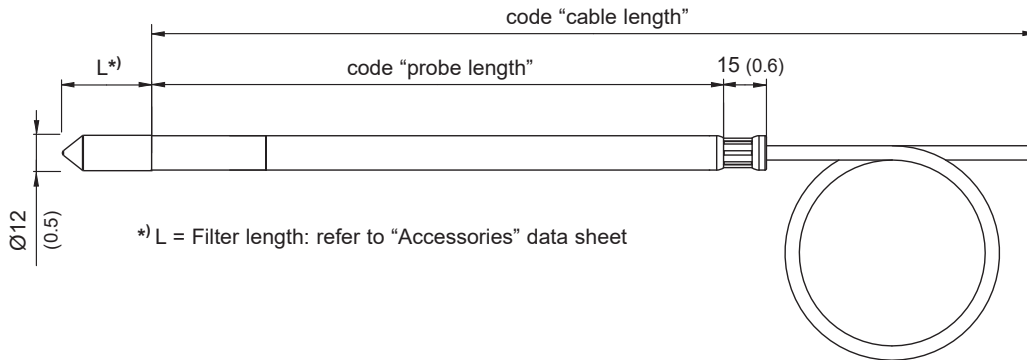 code “cable length”
L*)
code “probe length”
15 (0.6)
Ø12
(0.5)
*) L = Filter length: refer to “Accessories” data sheet